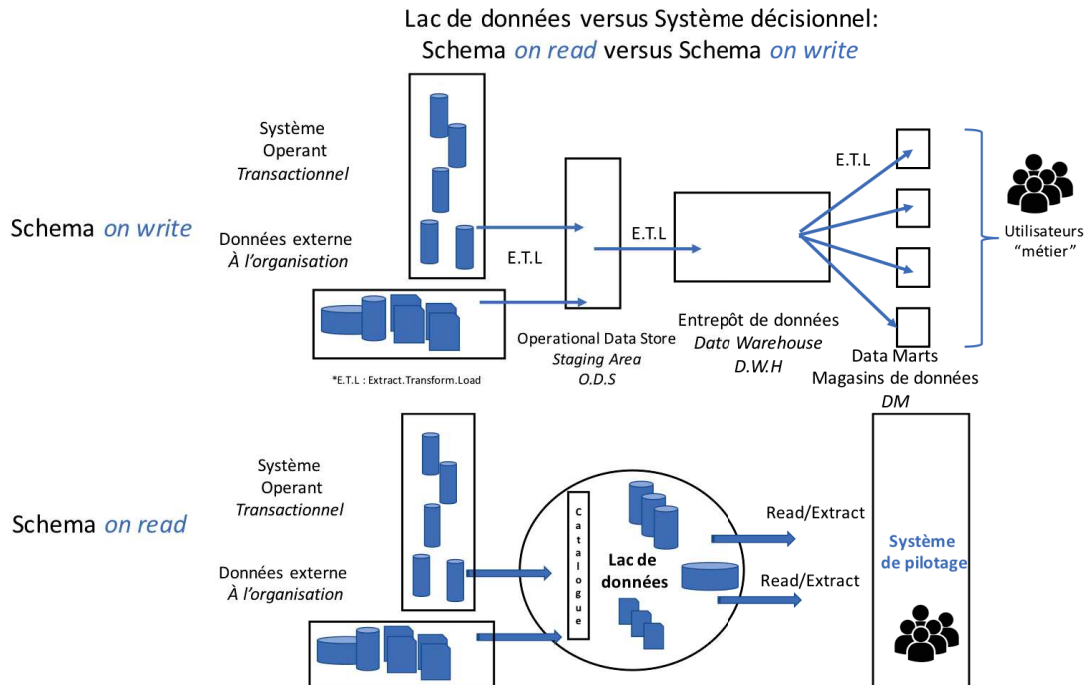 Lac de données versus Système décisionnel:
Schema on read versus Schema on write
Schema on write
Système
Operant
Transactionnel
Données externe
À l’organisation
E.T.L
E.T.L
E.T.L
Utilisateurs
“métier”
Operational Data Store
Staging Area
O.D.S
Entrepôt de données
Data Warehouse
D.W.H
Data Marts
Magasins de données
DM
*E.T.L : Extract.Transform.Load
Schema on read
Système
Operant
Transactionnel
Données externe
À l’organisation
Catalogue
Lac de
données
Read/Extract
Read/Extract
Système
de pilotage